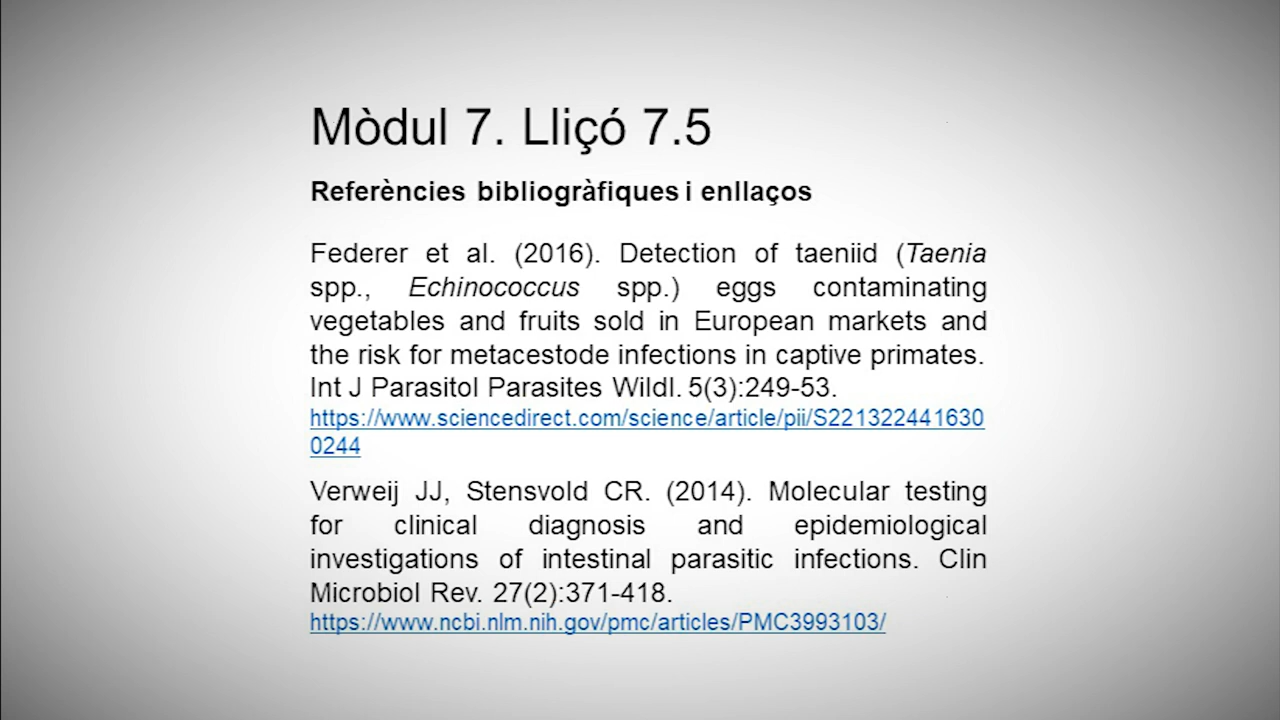 Mòdul 7. Lliçó 7.5
Referències bibliogràfiques i enllaços
Federer et al. (2016). Detection of taeniid (Taenia
spp., Echinococcus spp.) eggs contaminating
vegetables and fruits sold in European markets and
the risk for metacestode infections in captive primates.
Int J Parasitol Parasites Wildl. 5(3):249-53.
https://www.sciencedirect.com/science/article/pii/S221322441630
0244
Verweij JJ, Stensvold CR. (2014). Molecular testing
for clinical diagnosis and epidemiological
investigations of intestinal parasitic infections. Clin
Microbiol Rev. 27(2):371-418.
https://www.ncbi.nlm.nih.gov/pmc/articles/PMC3993103/